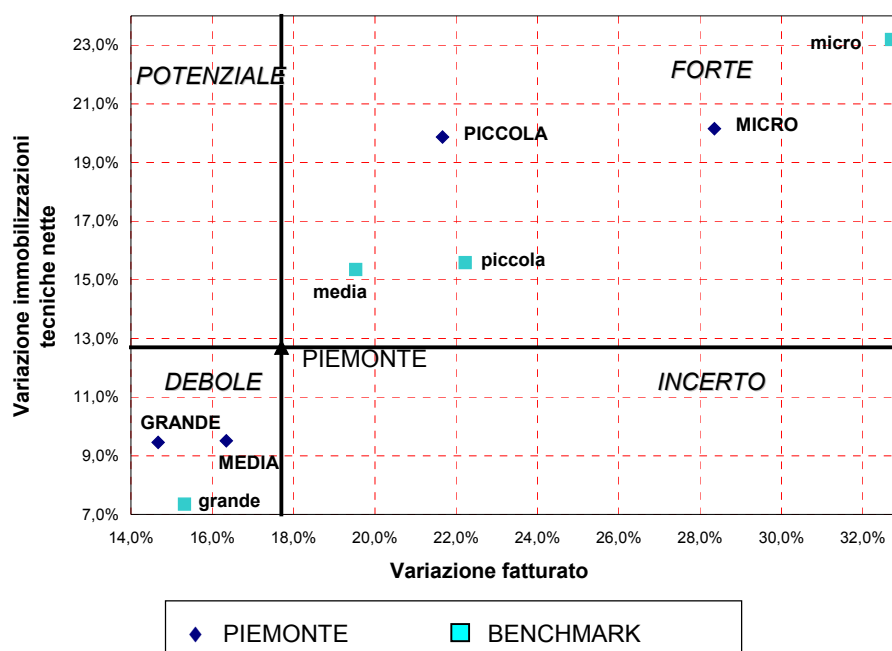 23,0%
21,0%
19,0%
17,0%
15,0%
13,0%
11,0%
9,0%
7,0%
Variazione immobilizzazioni
tecniche nette
POTENZIALE
FORTE
micro
PICCOLA
MICRO
piccola
media
PIEMONTE
DEBOLE
INCERTO
GRANDE
MEDIA
grande
14,0%
16,0%
18,0%
20,0%
22,0%
24,0%
26,0%
28,0%
30,0%
32,0%
Variazione fatturato
PIEMONTE
BENCHMARK